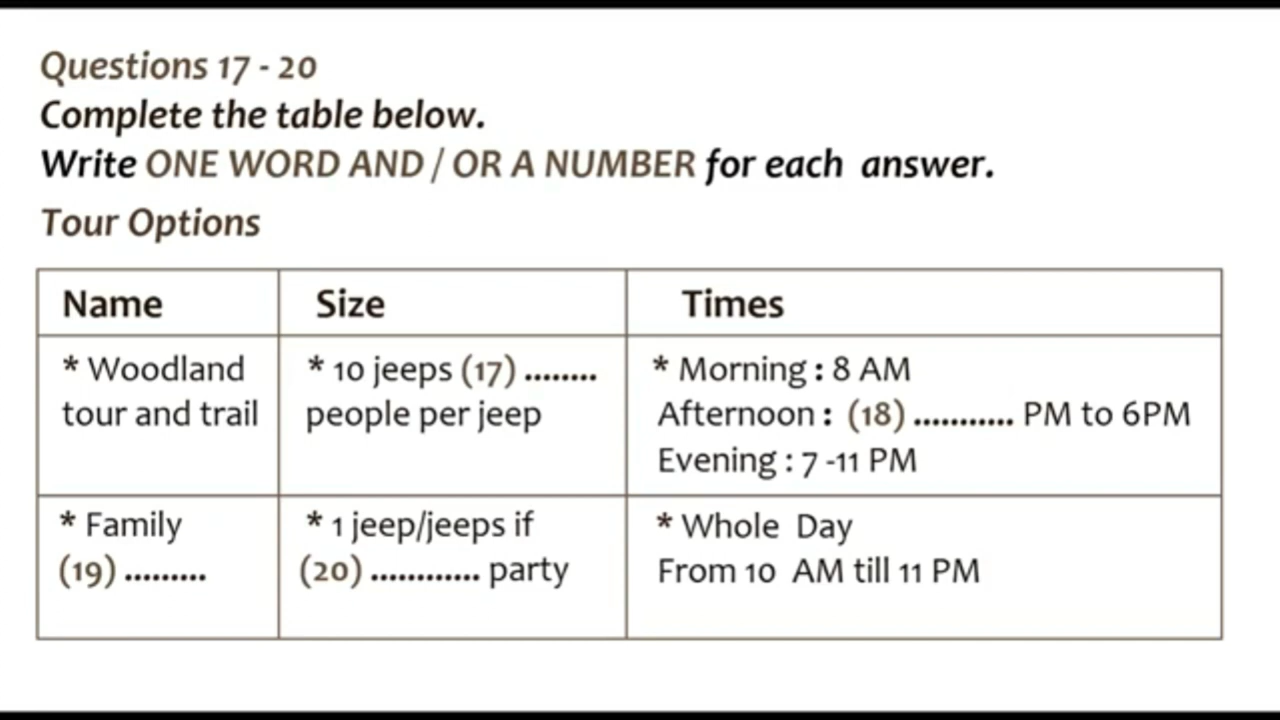 Questions 17 - 20
Complete the table below.
Write ONE WORD AND / OR A NUMBER for each answer.
Tour Options
Name Size Times
* Woodland * 10 jeeps (17) ........ * Morning : 8 AM
tour and trail people per jeep Afternoon : (18) ........... PM to 6PM
Evening : 7 -11 PM
* Family * 1 jeep/jeeps if * Whole Day
(19) ......... (20) ............ party From 10 AM till 11 PM